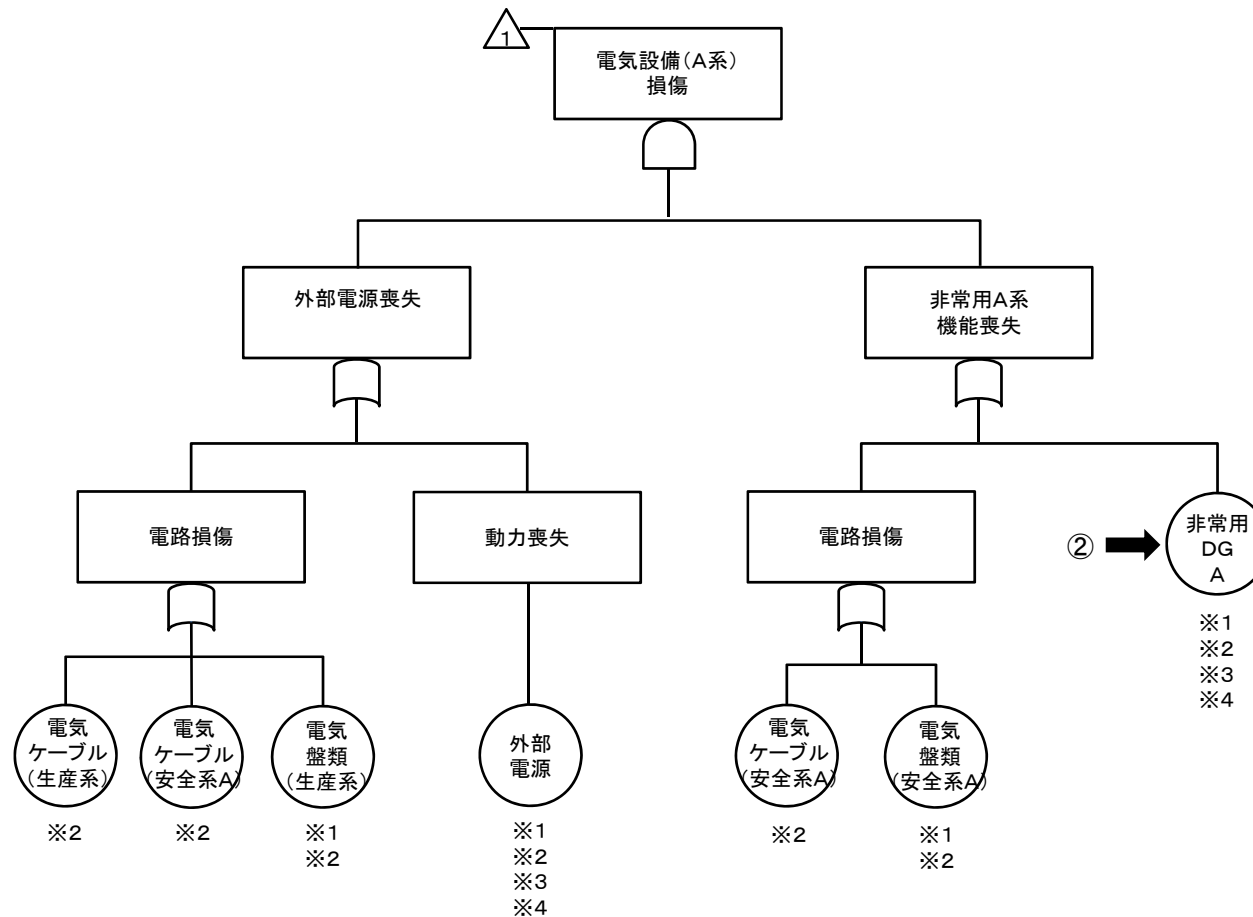 1
電気設備(A系)
損傷
外部電源喪失
非常用A系
機能喪失
電路損傷
動力喪失
電路損傷
②
非常用
DG
A
※1
※2
※3
※4
電気
ケーブル
(生産系)
※2
電気
ケーブル
(安全系A)
※2
電気
盤類
(生産系)
※1
※2
外部
電源
※1
※2
※3
※4
電気
ケーブル
(安全系A)
※2
電気
盤類
(安全系A)
※1
※2